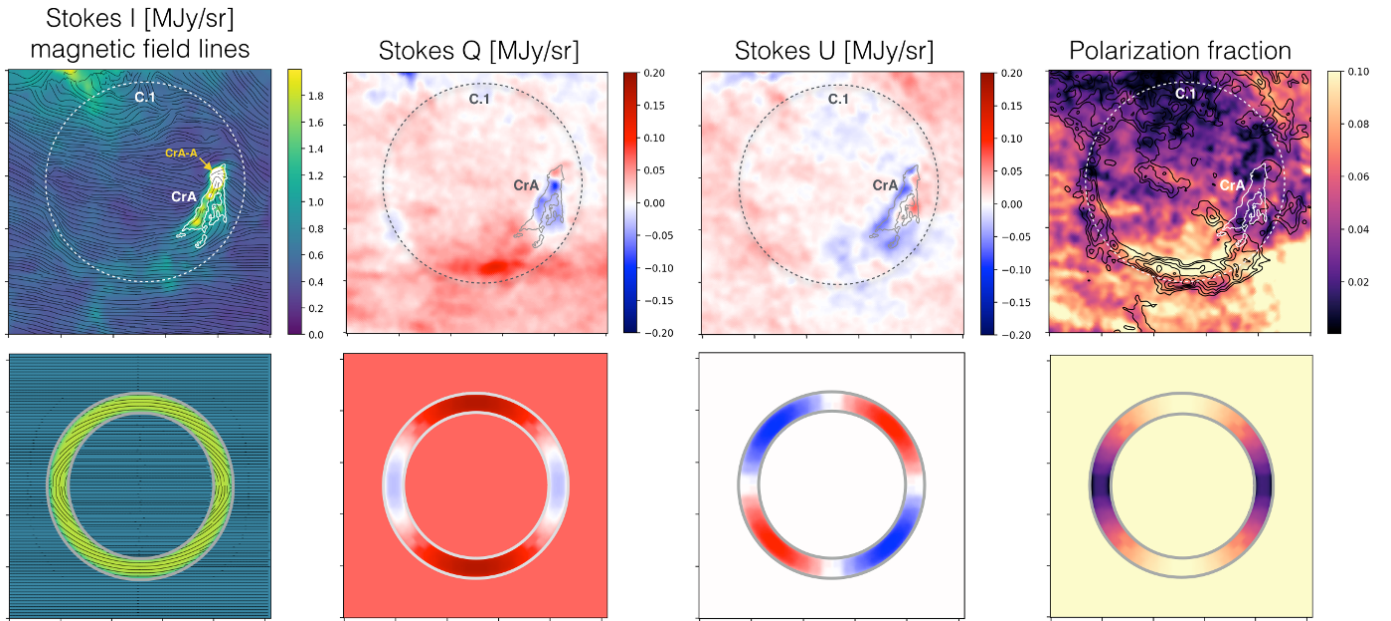 Stokes I [MJy/sr]
magnetic field lines
Stokes Q [MJy/sr]
Stokes U [MJy/sr]
Polarization fraction
C.1
CrA-A
CrA
1.8
1.6
1.4
1.2
1.0
0.8
0.6
0.4
0.2
0.0
C.1
CrA
0.20
0.15
0.10
0.05
0.00
−0.05
−0.10
−0.15
−0.20
C.1
CrA
0.20
0.15
0.10
0.05
0.00
−0.05
−0.10
−0.15
−0.20
C.1
CrA
0.10
0.08
0.06
0.04
0.02